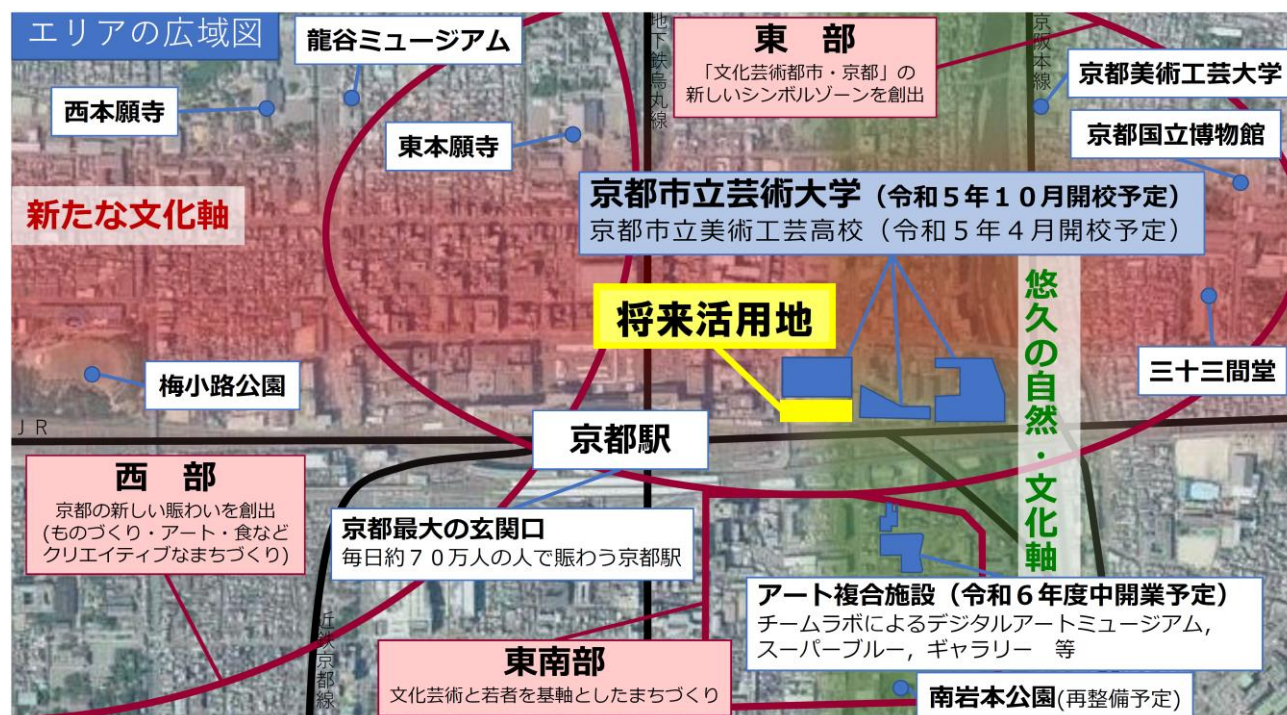 エリアの広域図
龍谷ミュージアム
西本願寺
東本願寺
地下鉄烏丸線
東　部
「文化芸術都市・京都」の
新しいシンボルゾーンを創出
京阪本線
京都美術工芸大学
京都国立博物館
新たな文化軸
京都市立芸術大学（令和５年１０月開校予定）
京都市立美術工芸高校（令和５年４月開校予定）
将来活用地
悠久の自然・文化軸
三十三間堂
梅小路公園
ＪＲ
京都駅
西　部
京都の新しい賑わいを創出
(ものづくり・アート・食など
クリエイティブなまちづくり)
京都最大の玄関口
毎日約７０万人の人で賑わう京都駅
アート複合施設（令和６年度中開業予定）
チームラボによるデジタルアートミュージアム，
スーパーブルー，ギャラリー　等
近鉄京都線
東南部
文化芸術と若者を基軸としたまちづくり
南岩本公園(再整備予定)